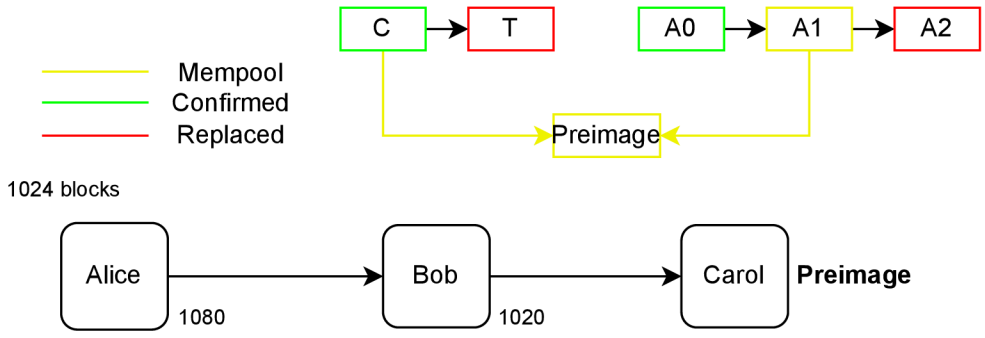 C T A0 A1 A2
Mempool
Confirmed
Replaced
Preimage
1024 blocks
Alice Bob Carol Preimage
1080 1020